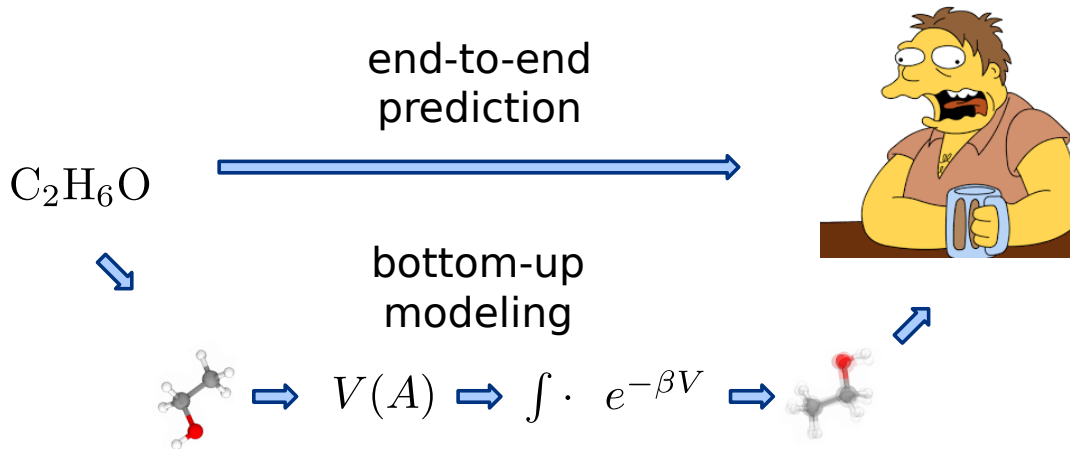 end-to-end
prediction
C₂H₆O
bottom-up
modeling
V(A) ∫ · e^{−βV}